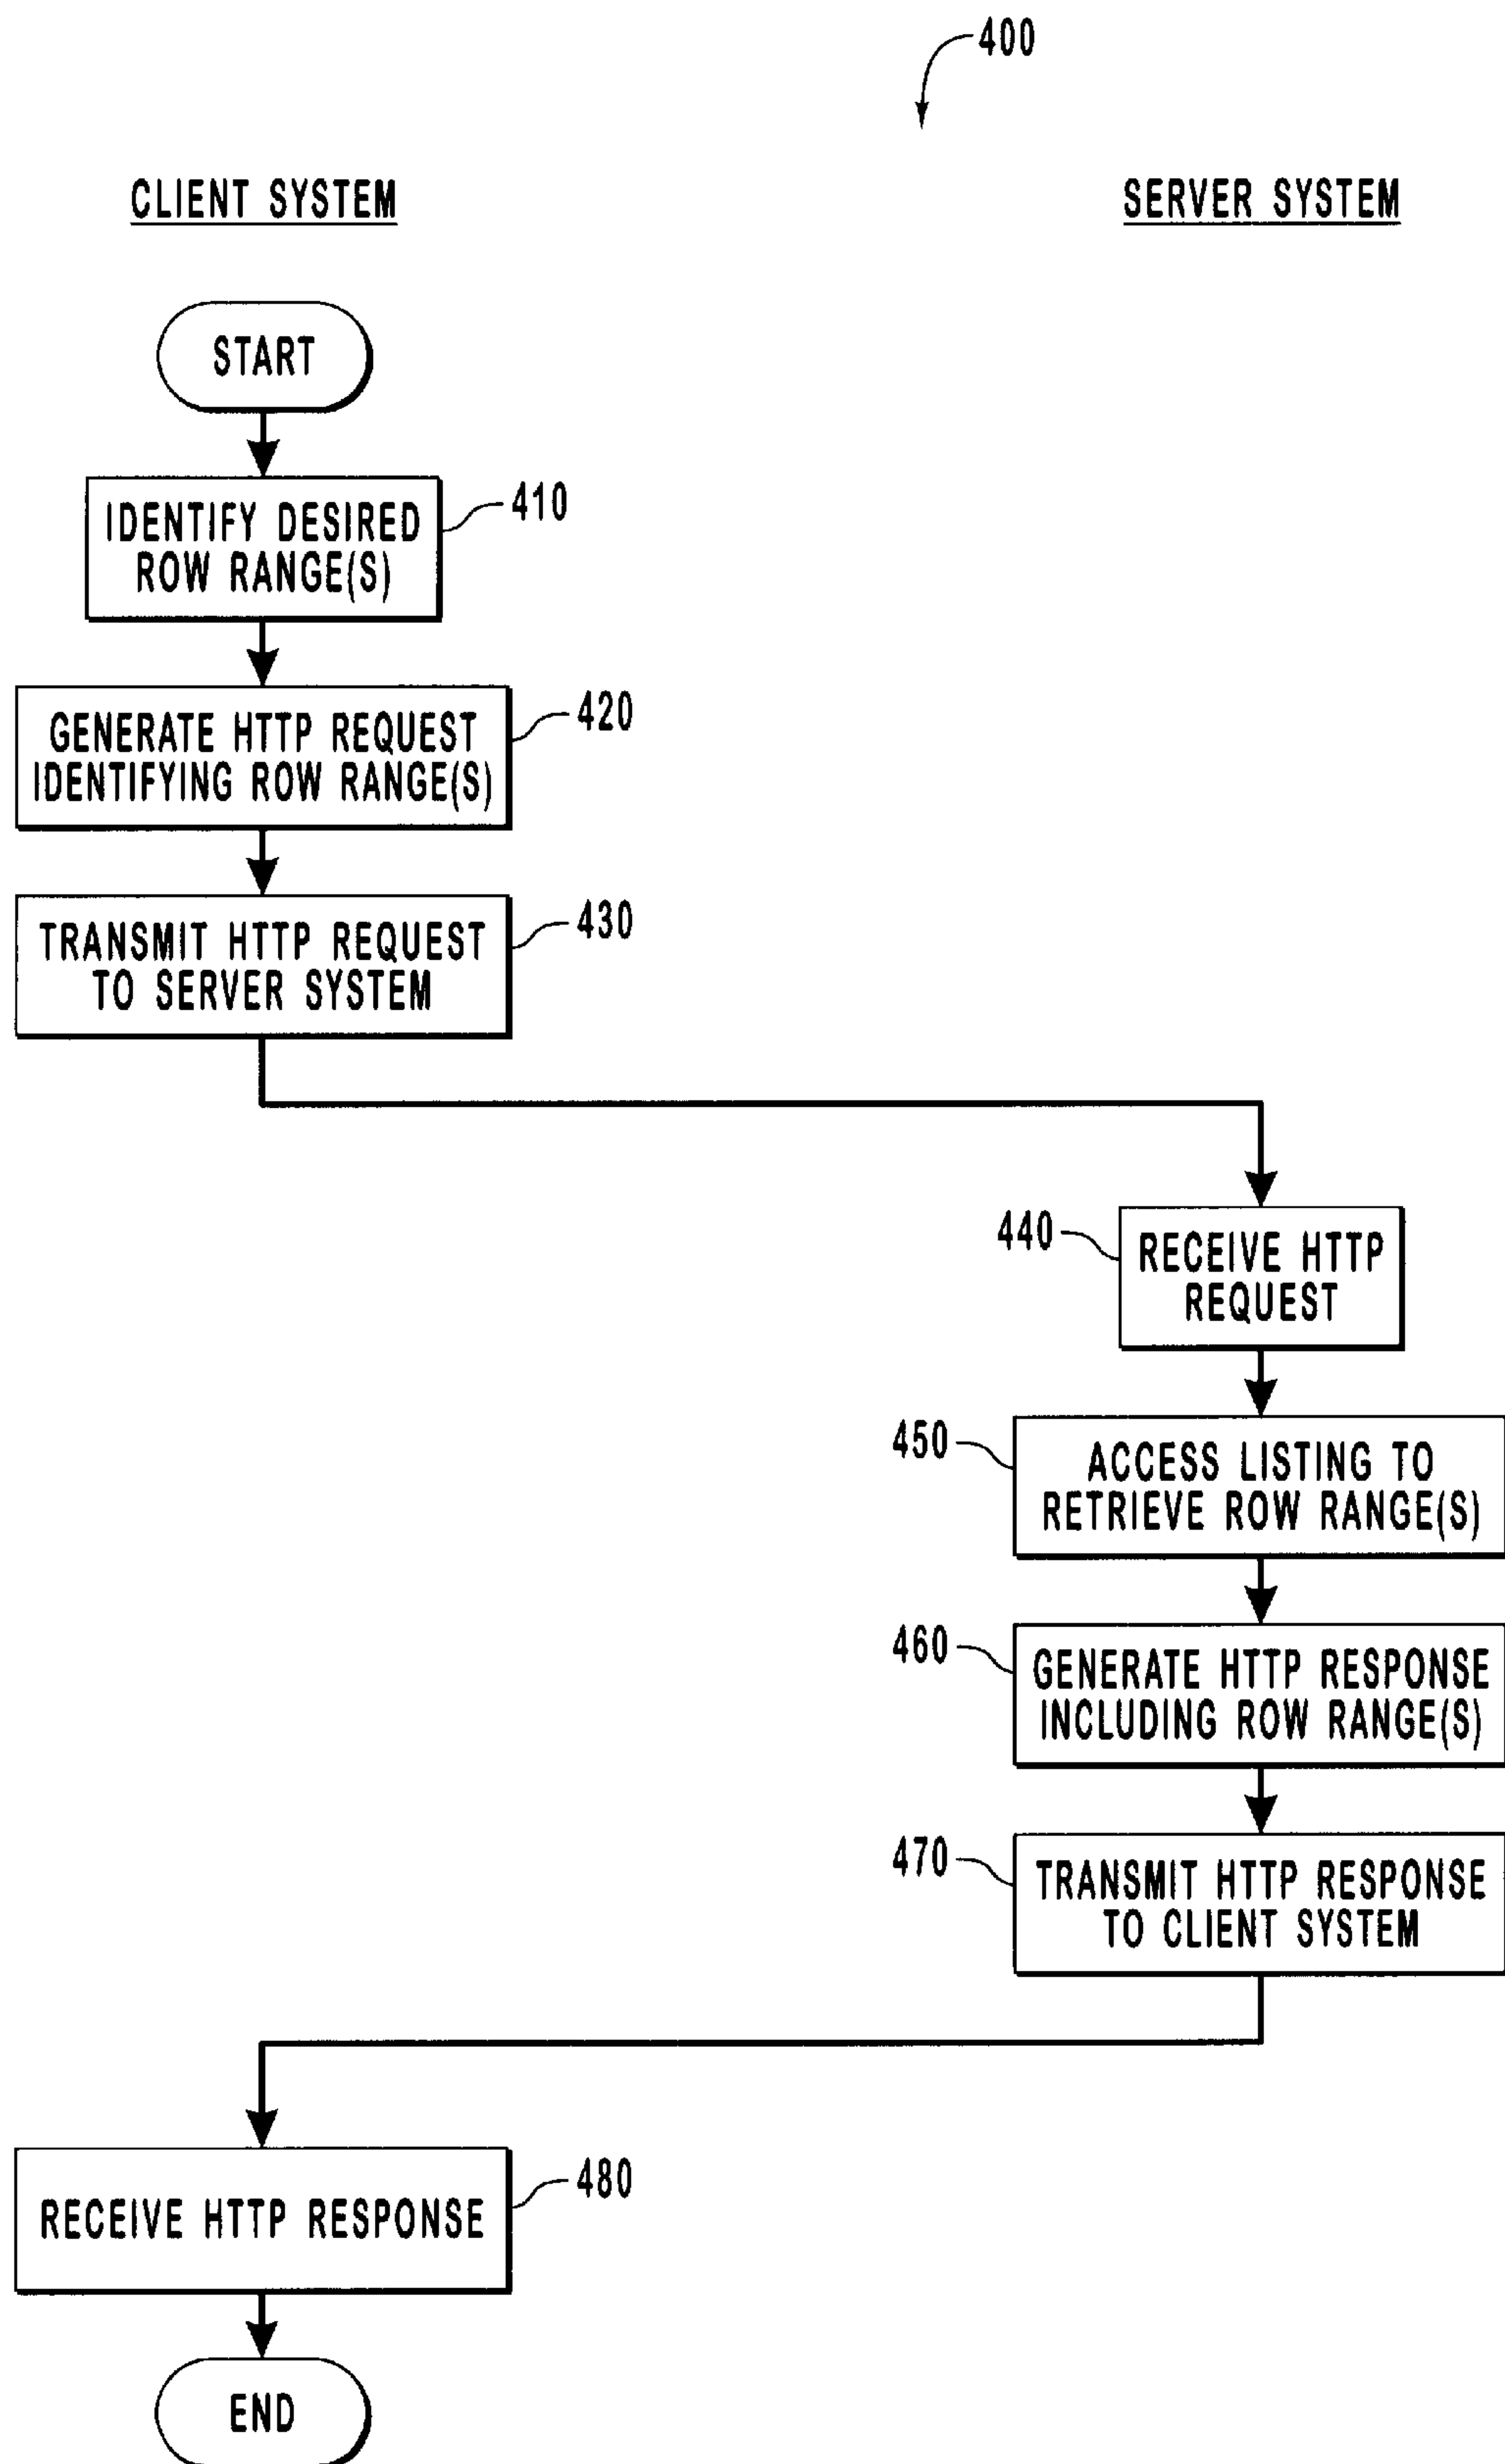 400
CLIENT SYSTEM
SERVER SYSTEM
START
IDENTIFY DESIRED
ROW RANGE(S)
410
GENERATE HTTP REQUEST
IDENTIFYING ROW RANGE(S)
420
TRANSMIT HTTP REQUEST
TO SERVER SYSTEM
430
440
RECEIVE HTTP
REQUEST
450
ACCESS LISTING TO
RETRIEVE ROW RANGE(S)
460
GENERATE HTTP RESPONSE
INCLUDING ROW RANGE(S)
470
TRANSMIT HTTP RESPONSE
TO CLIENT SYSTEM
RECEIVE HTTP RESPONSE
480
END